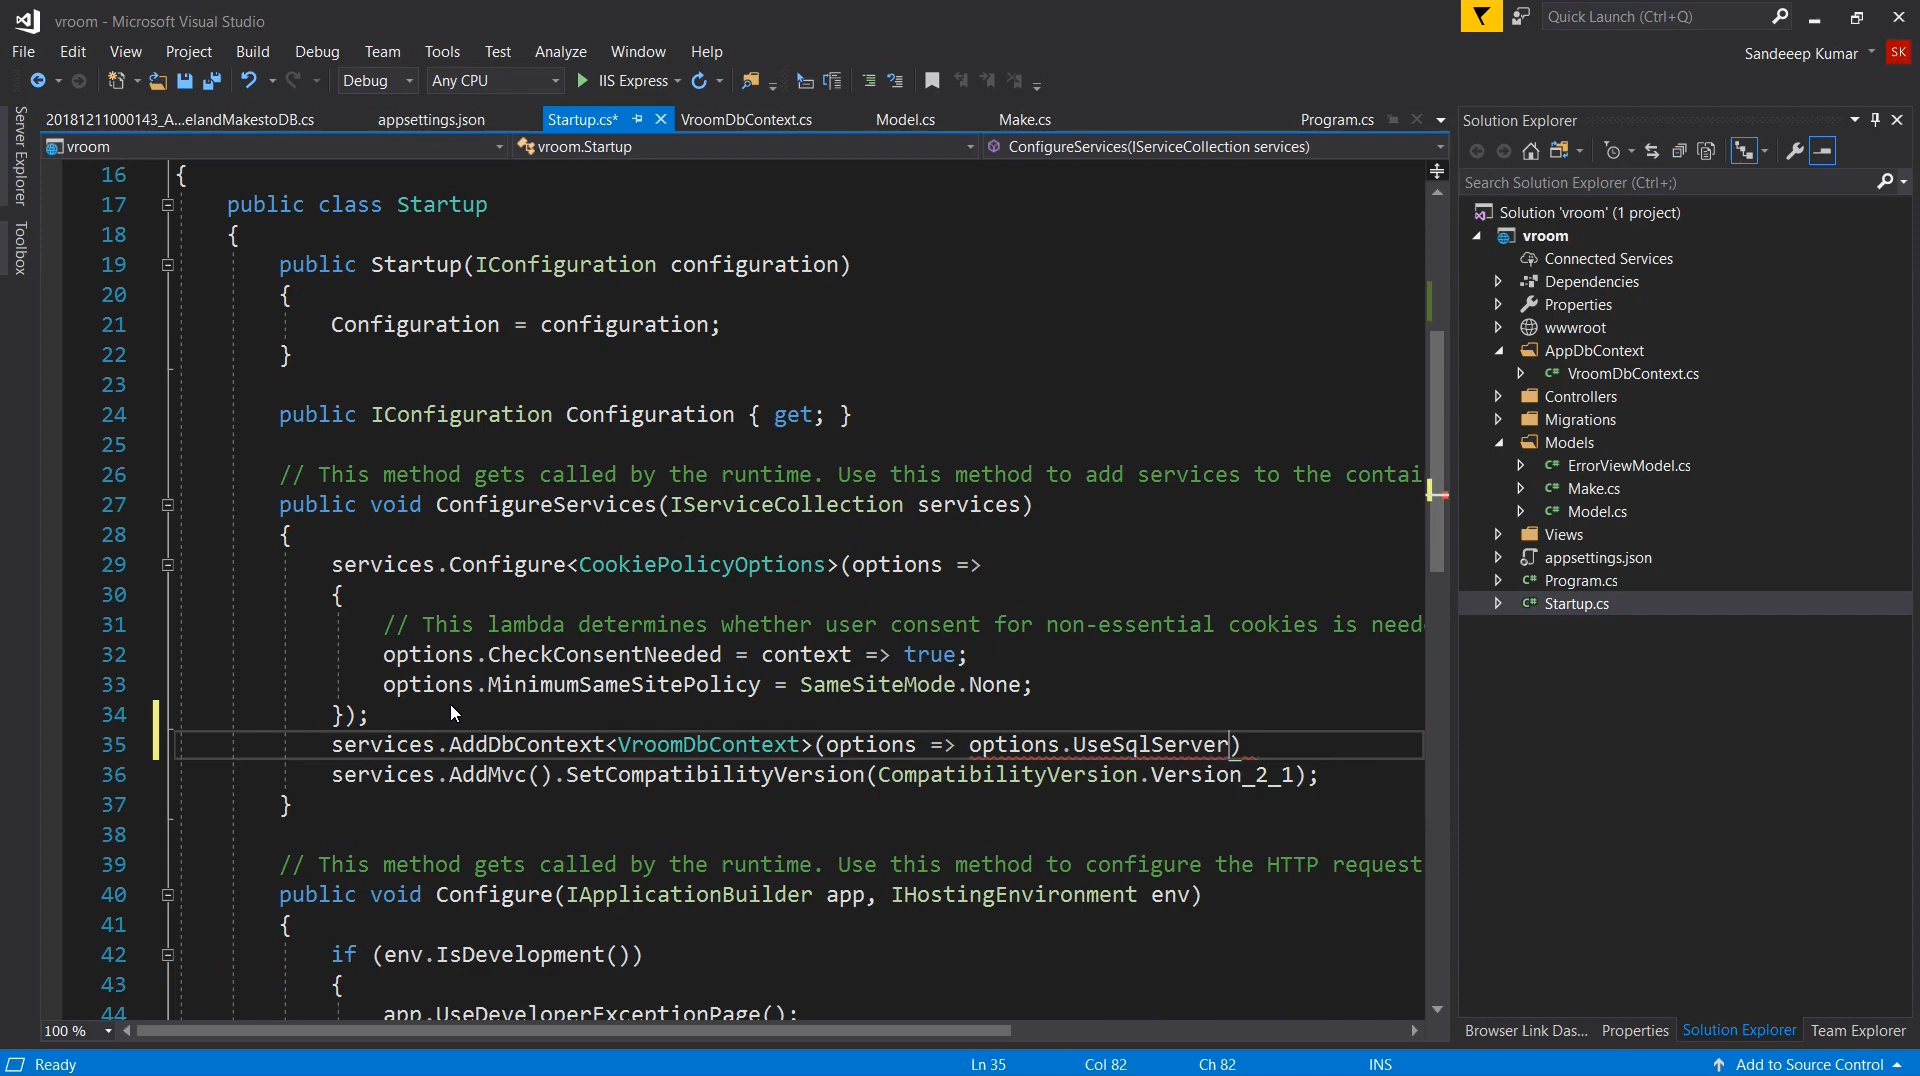 vroom - Microsoft Visual Studio
Quick Launch (Ctrl+Q)
File Edit View Project Build Debug Team Tools Test Analyze Window Help
Sandeeep Kumar SK
Debug Any CPU IIS Express
Server Explorer
Toolbox
20181211000143_A...elandMakestoDB.cs appsettings.json Startup.cs* VroomDbContext.cs Model.cs Make.cs Program.cs
vroom vroom.Startup ConfigureServices(IServiceCollection services)
16 {
17 public class Startup
18 {
19 public Startup(IConfiguration configuration)
20 {
21 Configuration = configuration;
22 }
23
24 public IConfiguration Configuration { get; }
25
26 // This method gets called by the runtime. Use this method to add services to the contai
27 public void ConfigureServices(IServiceCollection services)
28 {
29 services.Configure<CookiePolicyOptions>(options =>
30 {
31 // This lambda determines whether user consent for non-essential cookies is need
32 options.CheckConsentNeeded = context => true;
33 options.MinimumSameSitePolicy = SameSiteMode.None;
34 });
35 services.AddDbContext<VroomDbContext>(options => options.UseSqlServer)
36 services.AddMvc().SetCompatibilityVersion(CompatibilityVersion.Version_2_1);
37 }
38
39 // This method gets called by the runtime. Use this method to configure the HTTP request
40 public void Configure(IApplicationBuilder app, IHostingEnvironment env)
41 {
42 if (env.IsDevelopment())
43 {
44 app.UseDeveloperExceptionPage();
100 %
Solution Explorer
Search Solution Explorer (Ctrl+;)
Solution 'vroom' (1 project)
vroom
Connected Services
Dependencies
Properties
wwwroot
AppDbContext
C# VroomDbContext.cs
Controllers
Migrations
Models
C# ErrorViewModel.cs
C# Make.cs
C# Model.cs
Views
appsettings.json
C# Program.cs
C# Startup.cs
Browser Link Das... Properties Solution Explorer Team Explorer
Ready Ln 35 Col 82 Ch 82 INS Add to Source Control